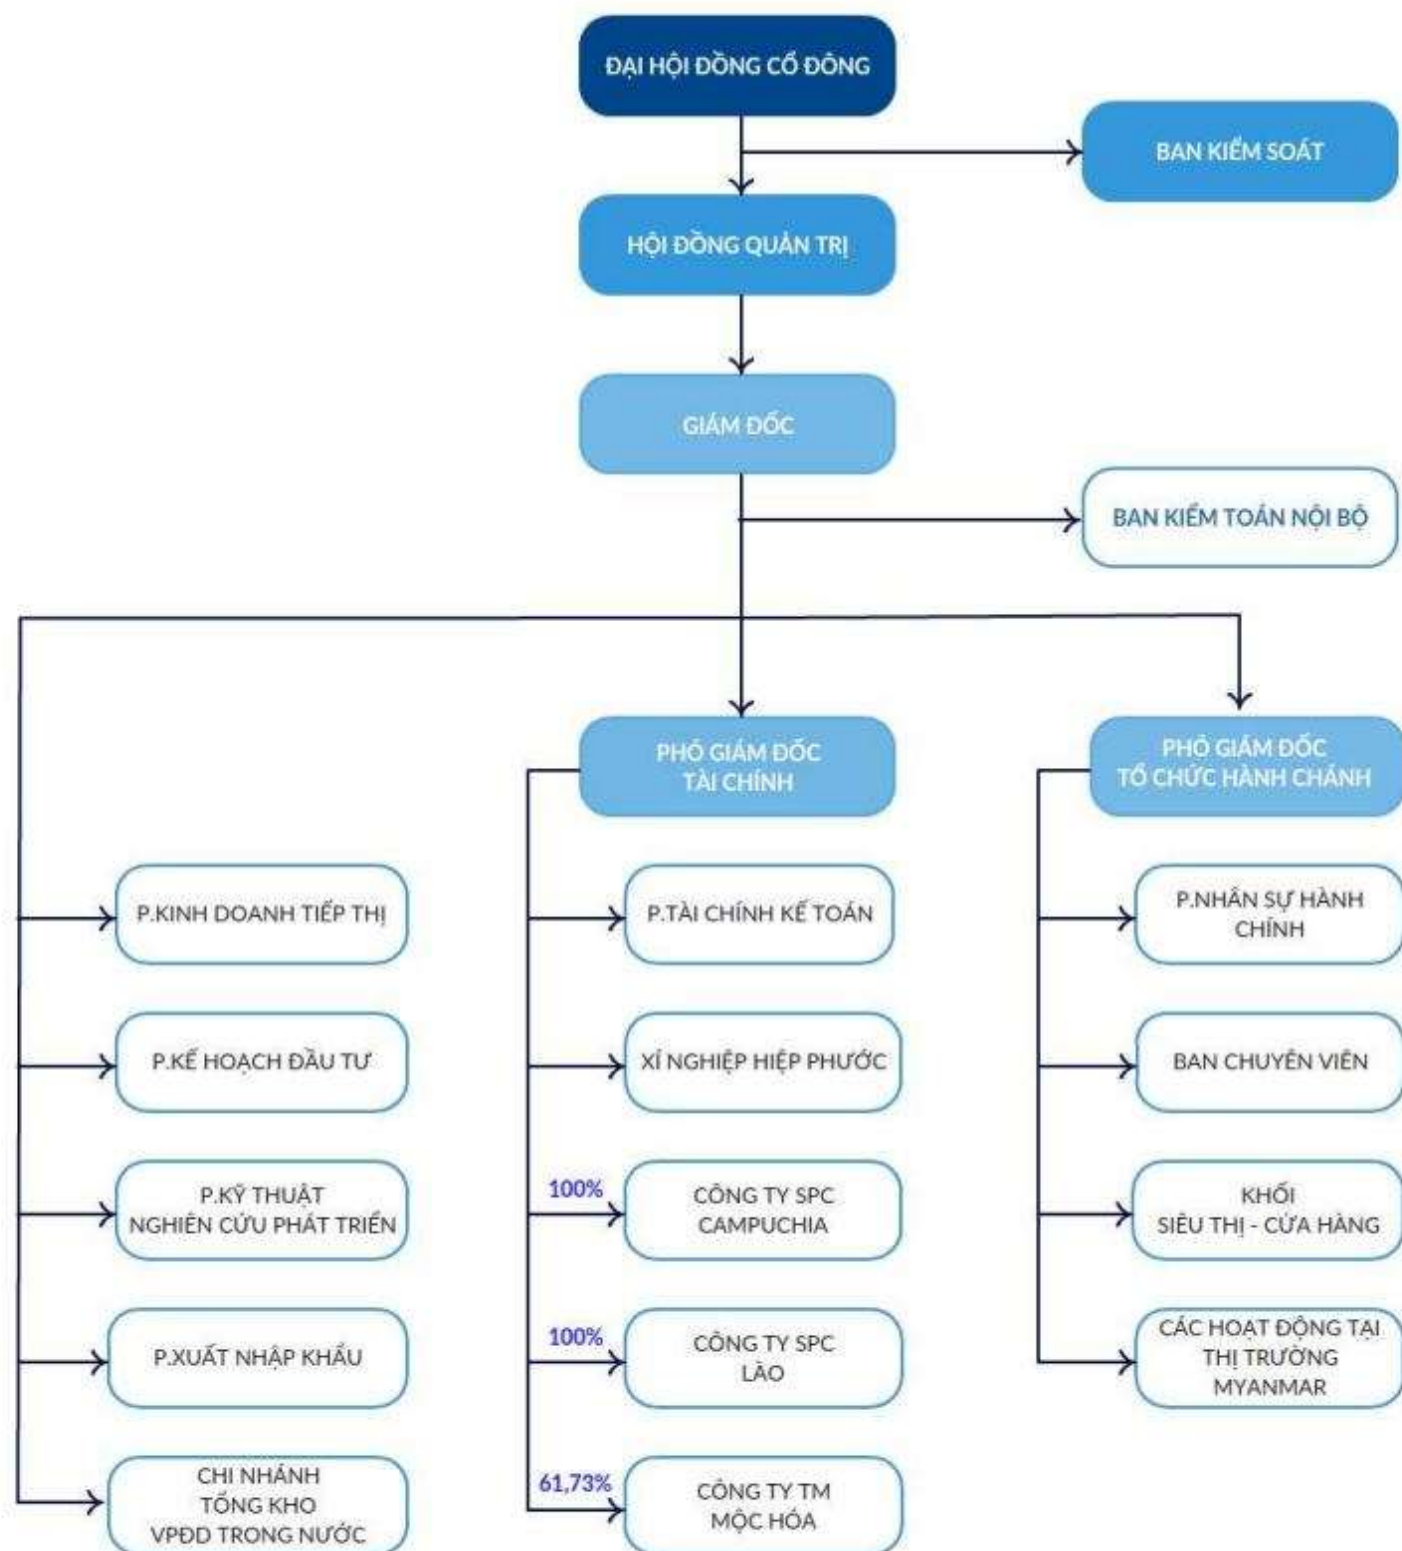 ĐẠI HỘI ĐỒNG CỔ ĐÔNG
BAN KIỂM SOÁT
HỘI ĐỒNG QUẢN TRỊ
GIÁM ĐỐC
BAN KIỂM TOÁN NỘI BỘ
PHÓ GIÁM ĐỐC
TÀI CHÍNH
PHÓ GIÁM ĐỐC
TỔ CHỨC HÀNH CHÁNH
P.KINH DOANH TIẾP THỊ
P.KẾ HOẠCH ĐẦU TƯ
P.KỸ THUẬT
NGHIÊN CỨU PHÁT TRIỂN
P.XUẤT NHẬP KHẨU
CHI NHÁNH
TỔNG KHO
VPĐD TRONG NƯỚC
P.TÀI CHÍNH KẾ TOÁN
XÍ NGHIỆP HIỆP PHƯỚC
100%
CÔNG TY SPC
CAMPUCHIA
100%
CÔNG TY SPC
LÀO
61,73%
CÔNG TY TM
MỘC HÓA
P.NHÂN SỰ HÀNH
CHÍNH
BAN CHUYÊN VIÊN
KHỐI
SIÊU THỊ - CỬA HÀNG
CÁC HOẠT ĐỘNG TẠI
THỊ TRƯỜNG
MYANMAR